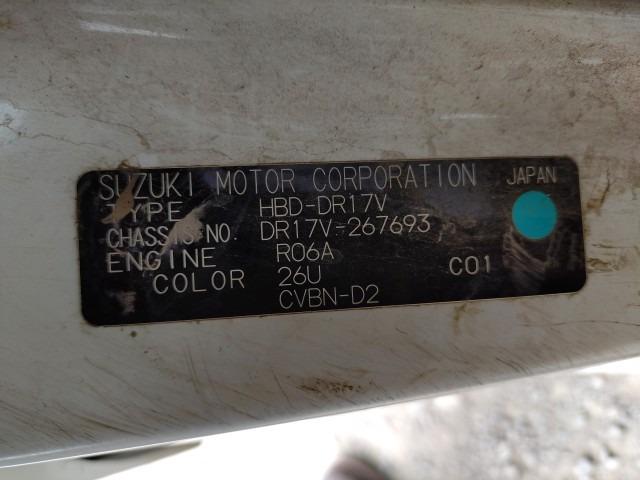 SUZUKI MOTOR CORPORATION JAPAN
TYPE HBD-DR17V
CHASSIS NO. DR17V-267693
ENGINE R06A
COLOR 26U C01
CVBN-D2